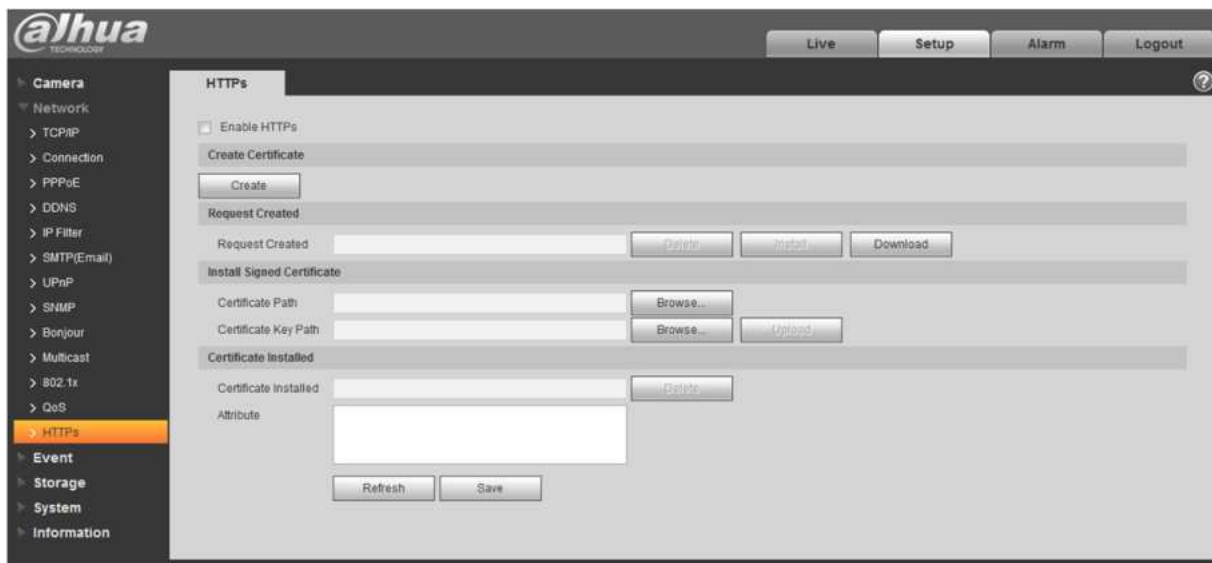 alhua
TECHNOLOGY
Live Setup Alarm Logout
Camera
Network
TCP/IP
Connection
PPPoE
DDNS
IP Filter
SMTP(Email)
UPnP
SNMP
Bonjour
Multicast
802.1x
QoS
HTTPs
Event
Storage
System
Information
HTTPs ?
Enable HTTPs
Create Certificate
Create
Request Created
Request Created Delete Install Download
Install Signed Certificate
Certificate Path Browse...
Certificate Key Path Browse... Upload
Certificate Installed
Certificate Installed Delete
Attribute
Refresh Save